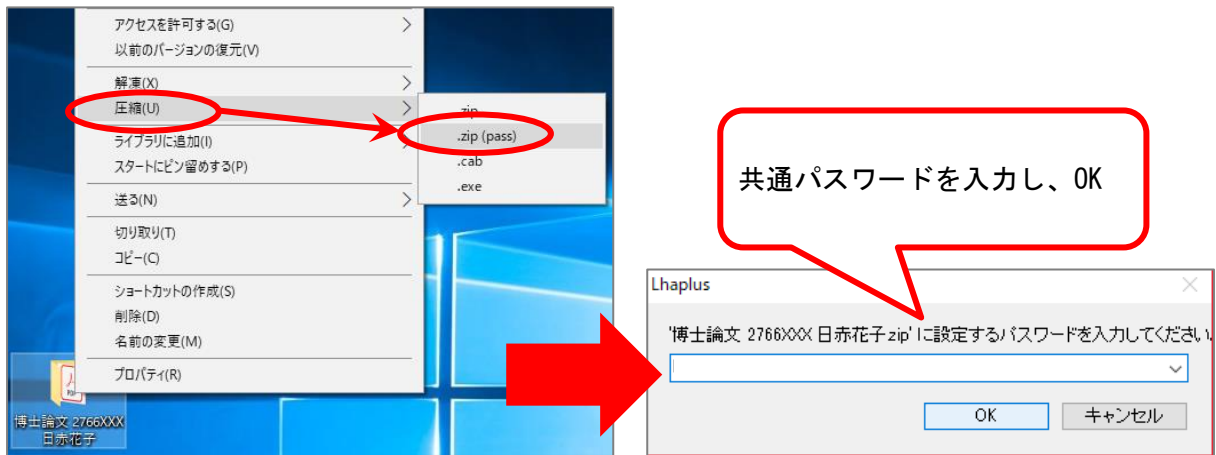 アクセスを許可する(G)
以前のバージョンの復元(V)
解凍(X)
圧縮(U)
ライブラリに追加(I)
スタートにピン留めする(P)
送る(N)
切り取り(T)
コピー(C)
ショートカットの作成(S)
削除(D)
名前の変更(M)
プロパティ(R)
.zip
.zip (pass)
.cab
.exe
博士論文 2766XXX
日赤花子
共通パスワードを入力し、OK
Lhaplus
'博士論文 2766XXX 日赤花子.zip' に設定するパスワードを入力してください。
OK
キャンセル